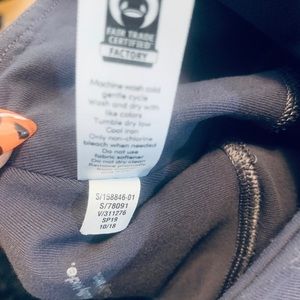 FAIR TRADE
CERTIFIED
FACTORY
Machine wash cold
gentle cycle
Wash and dry with
like colors
Tumble dry low
Cool iron
Only non-chlorine
bleach when needed
Do not use
fabric softener
Do not dry clean
Remove promptly
S/158846-01
S/78091
V/311276
SP19
10/18